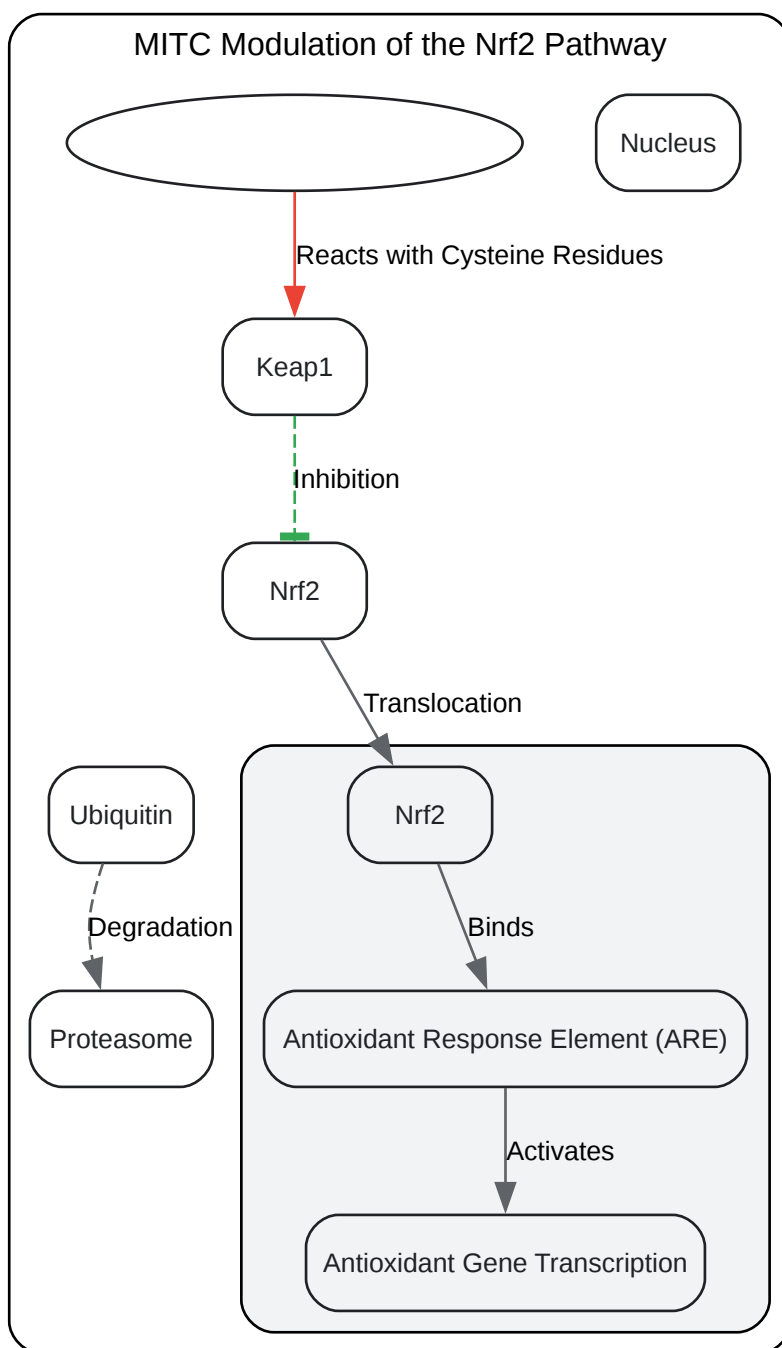 MITC Modulation of the Nrf2 Pathway
Nucleus
Reacts with Cysteine Residues
Keap1
Inhibition
Nrf2
Translocation
Ubiquitin
Nrf2
Degradation
Binds
Proteasome
Antioxidant Response Element (ARE)
Activates
Antioxidant Gene Transcription